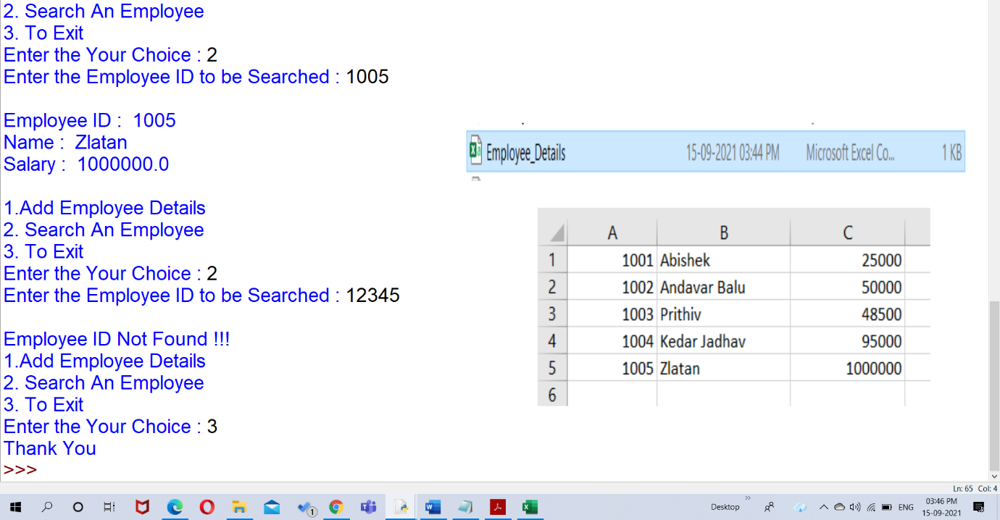 2. Search An Employee
3. To Exit
Enter the Your Choice : 2
Enter the Employee ID to be Searched : 1005
Employee ID :  1005
Name :  Zlatan
Salary :  1000000.0
1.Add Employee Details
2. Search An Employee
3. To Exit
Enter the Your Choice : 2
Enter the Employee ID to be Searched : 12345
Employee ID Not Found !!!
1.Add Employee Details
2. Search An Employee
3. To Exit
Enter the Your Choice : 3
Thank You
>>>
Employee_Details 15-09-2021 03:44 PM Microsoft Excel Co... 1 KB
A B C
1 1001 Abishek 25000
2 1002 Andavar Balu 50000
3 1003 Prithiv 48500
4 1004 Kedar Jadhav 95000
5 1005 Zlatan 1000000
6
Ln: 65 Col: 4
1 Desktop ENG 03:46 PM
15-09-2021